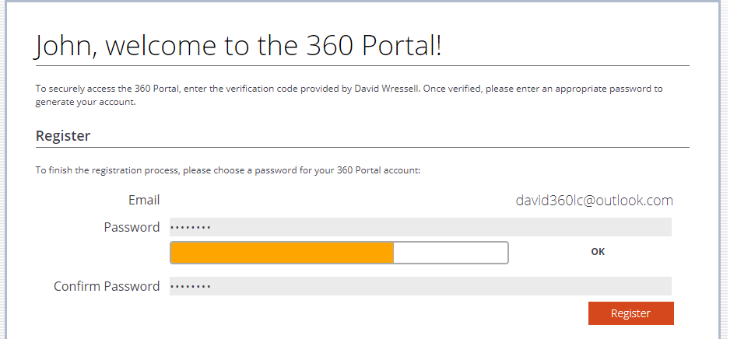 John, welcome to the 360 Portal!
To securely access the 360 Portal, enter the verification code provided by David Wressell. Once verified, please enter an appropriate password to
generate your account.
Register
To finish the registration process, please choose a password for your 360 Portal account:
Email david360lc@outlook.com
Password ••••••••
OK
Confirm Password ••••••••
Register